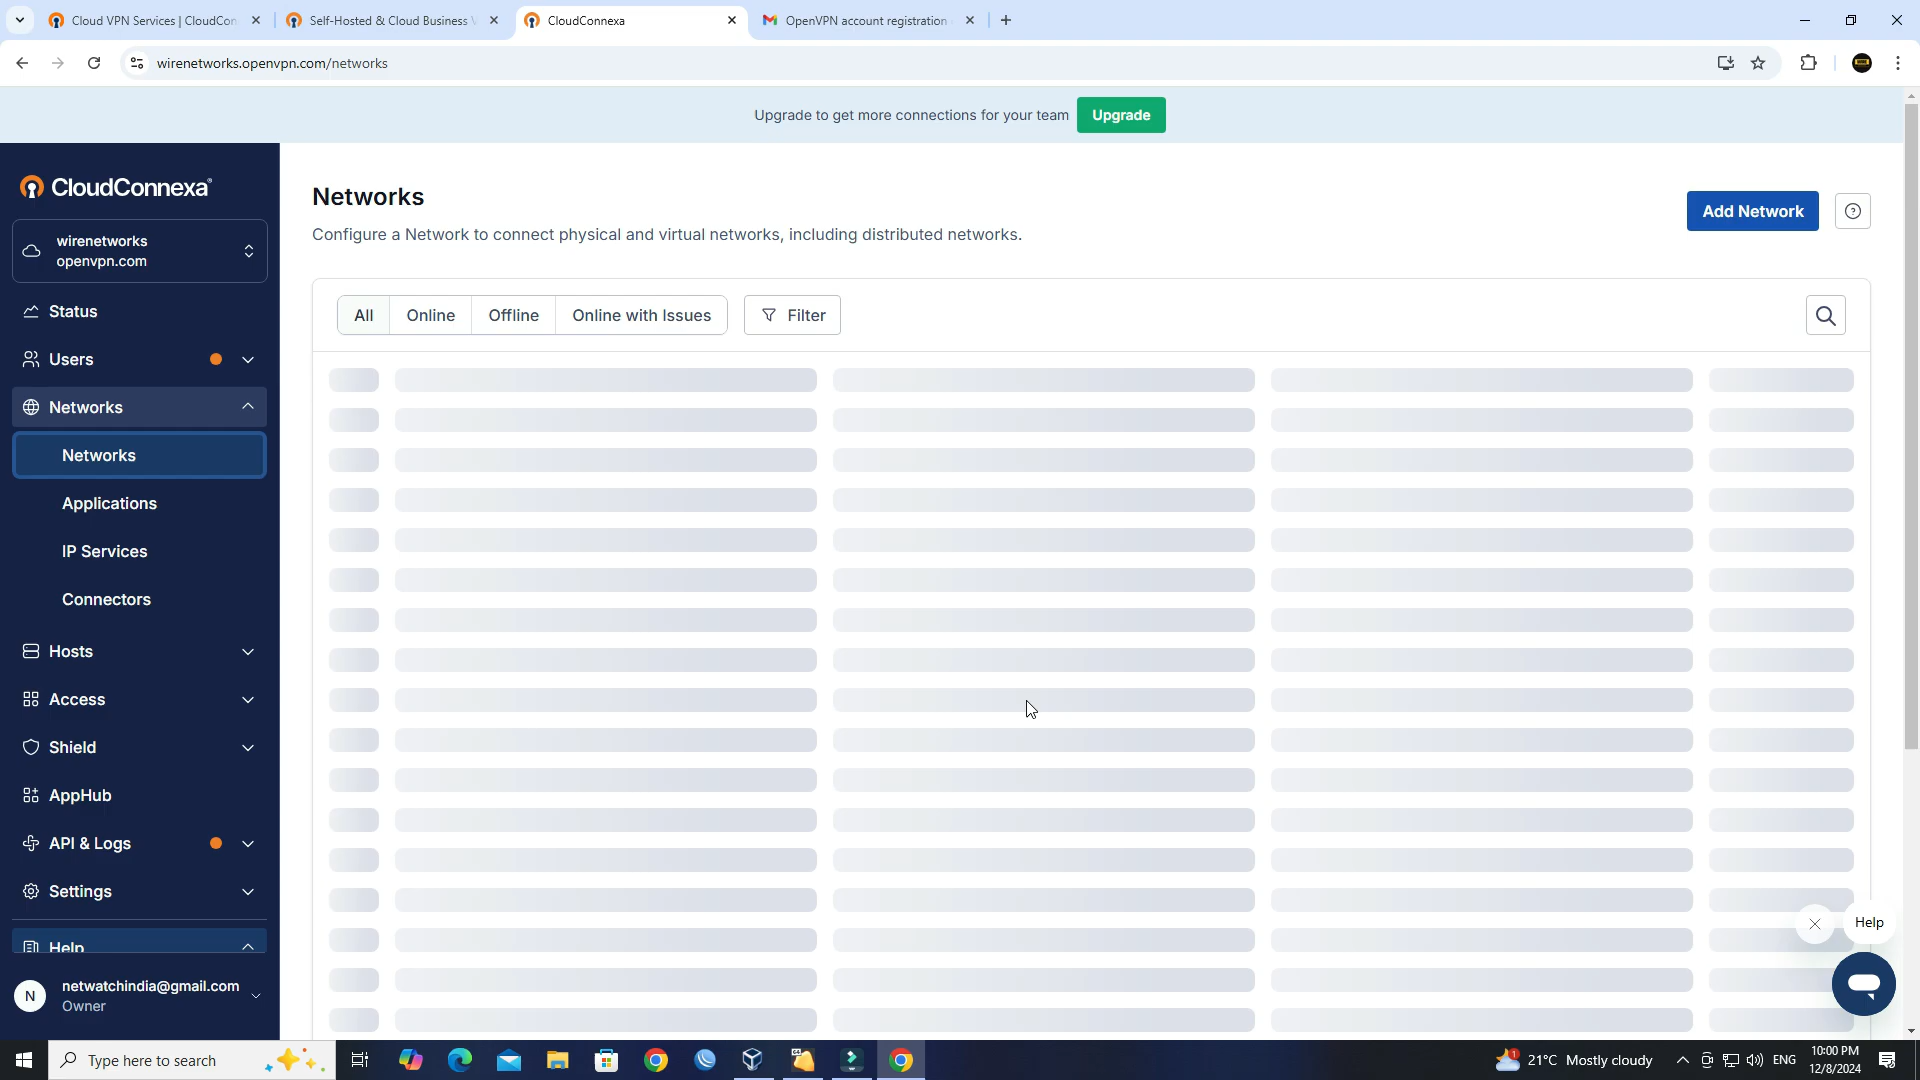 Cloud VPN Services | CloudCon
Self-Hosted & Cloud Business V
CloudConnexa
OpenVPN account registration
wirenetworks.openvpn.com/networks
Upgrade to get more connections for your team
Upgrade
CloudConnexa
wirenetworks
openvpn.com
Status
Users
Networks
Networks
Applications
IP Services
Connectors
Hosts
Access
Shield
AppHub
API & Logs
Settings
Help
N
netwatchindia@gmail.com
Owner
Networks
Configure a Network to connect physical and virtual networks, including distributed networks.
Add Network
All
Online
Offline
Online with Issues
Filter
Help
Type here to search
1
21°C Mostly cloudy
ENG
10:00 PM
12/8/2024